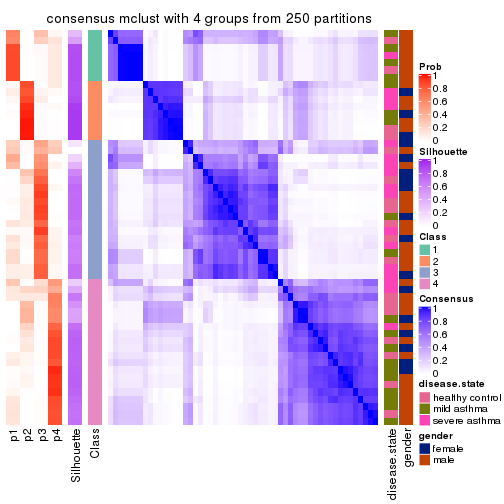 consensus mclust with 4 groups from 250 partitions
p1
p2
p3
p4
Silhouette
Class
disease.state
gender
Prob
1
0.8
0.6
0.4
0.2
0
Silhouette
1
0.8
0.6
0.4
0.2
0
Class
1
2
3
4
Consensus
1
0.8
0.6
0.4
0.2
0
disease.state
healthy control
mild asthma
severe asthma
gender
female
male